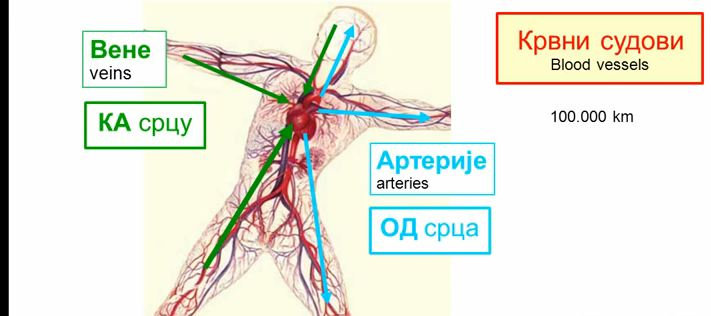 Вене
veins
КА срцу
Крвни судови
Blood vessels
100.000 km
Артерије
arteries
ОД срца